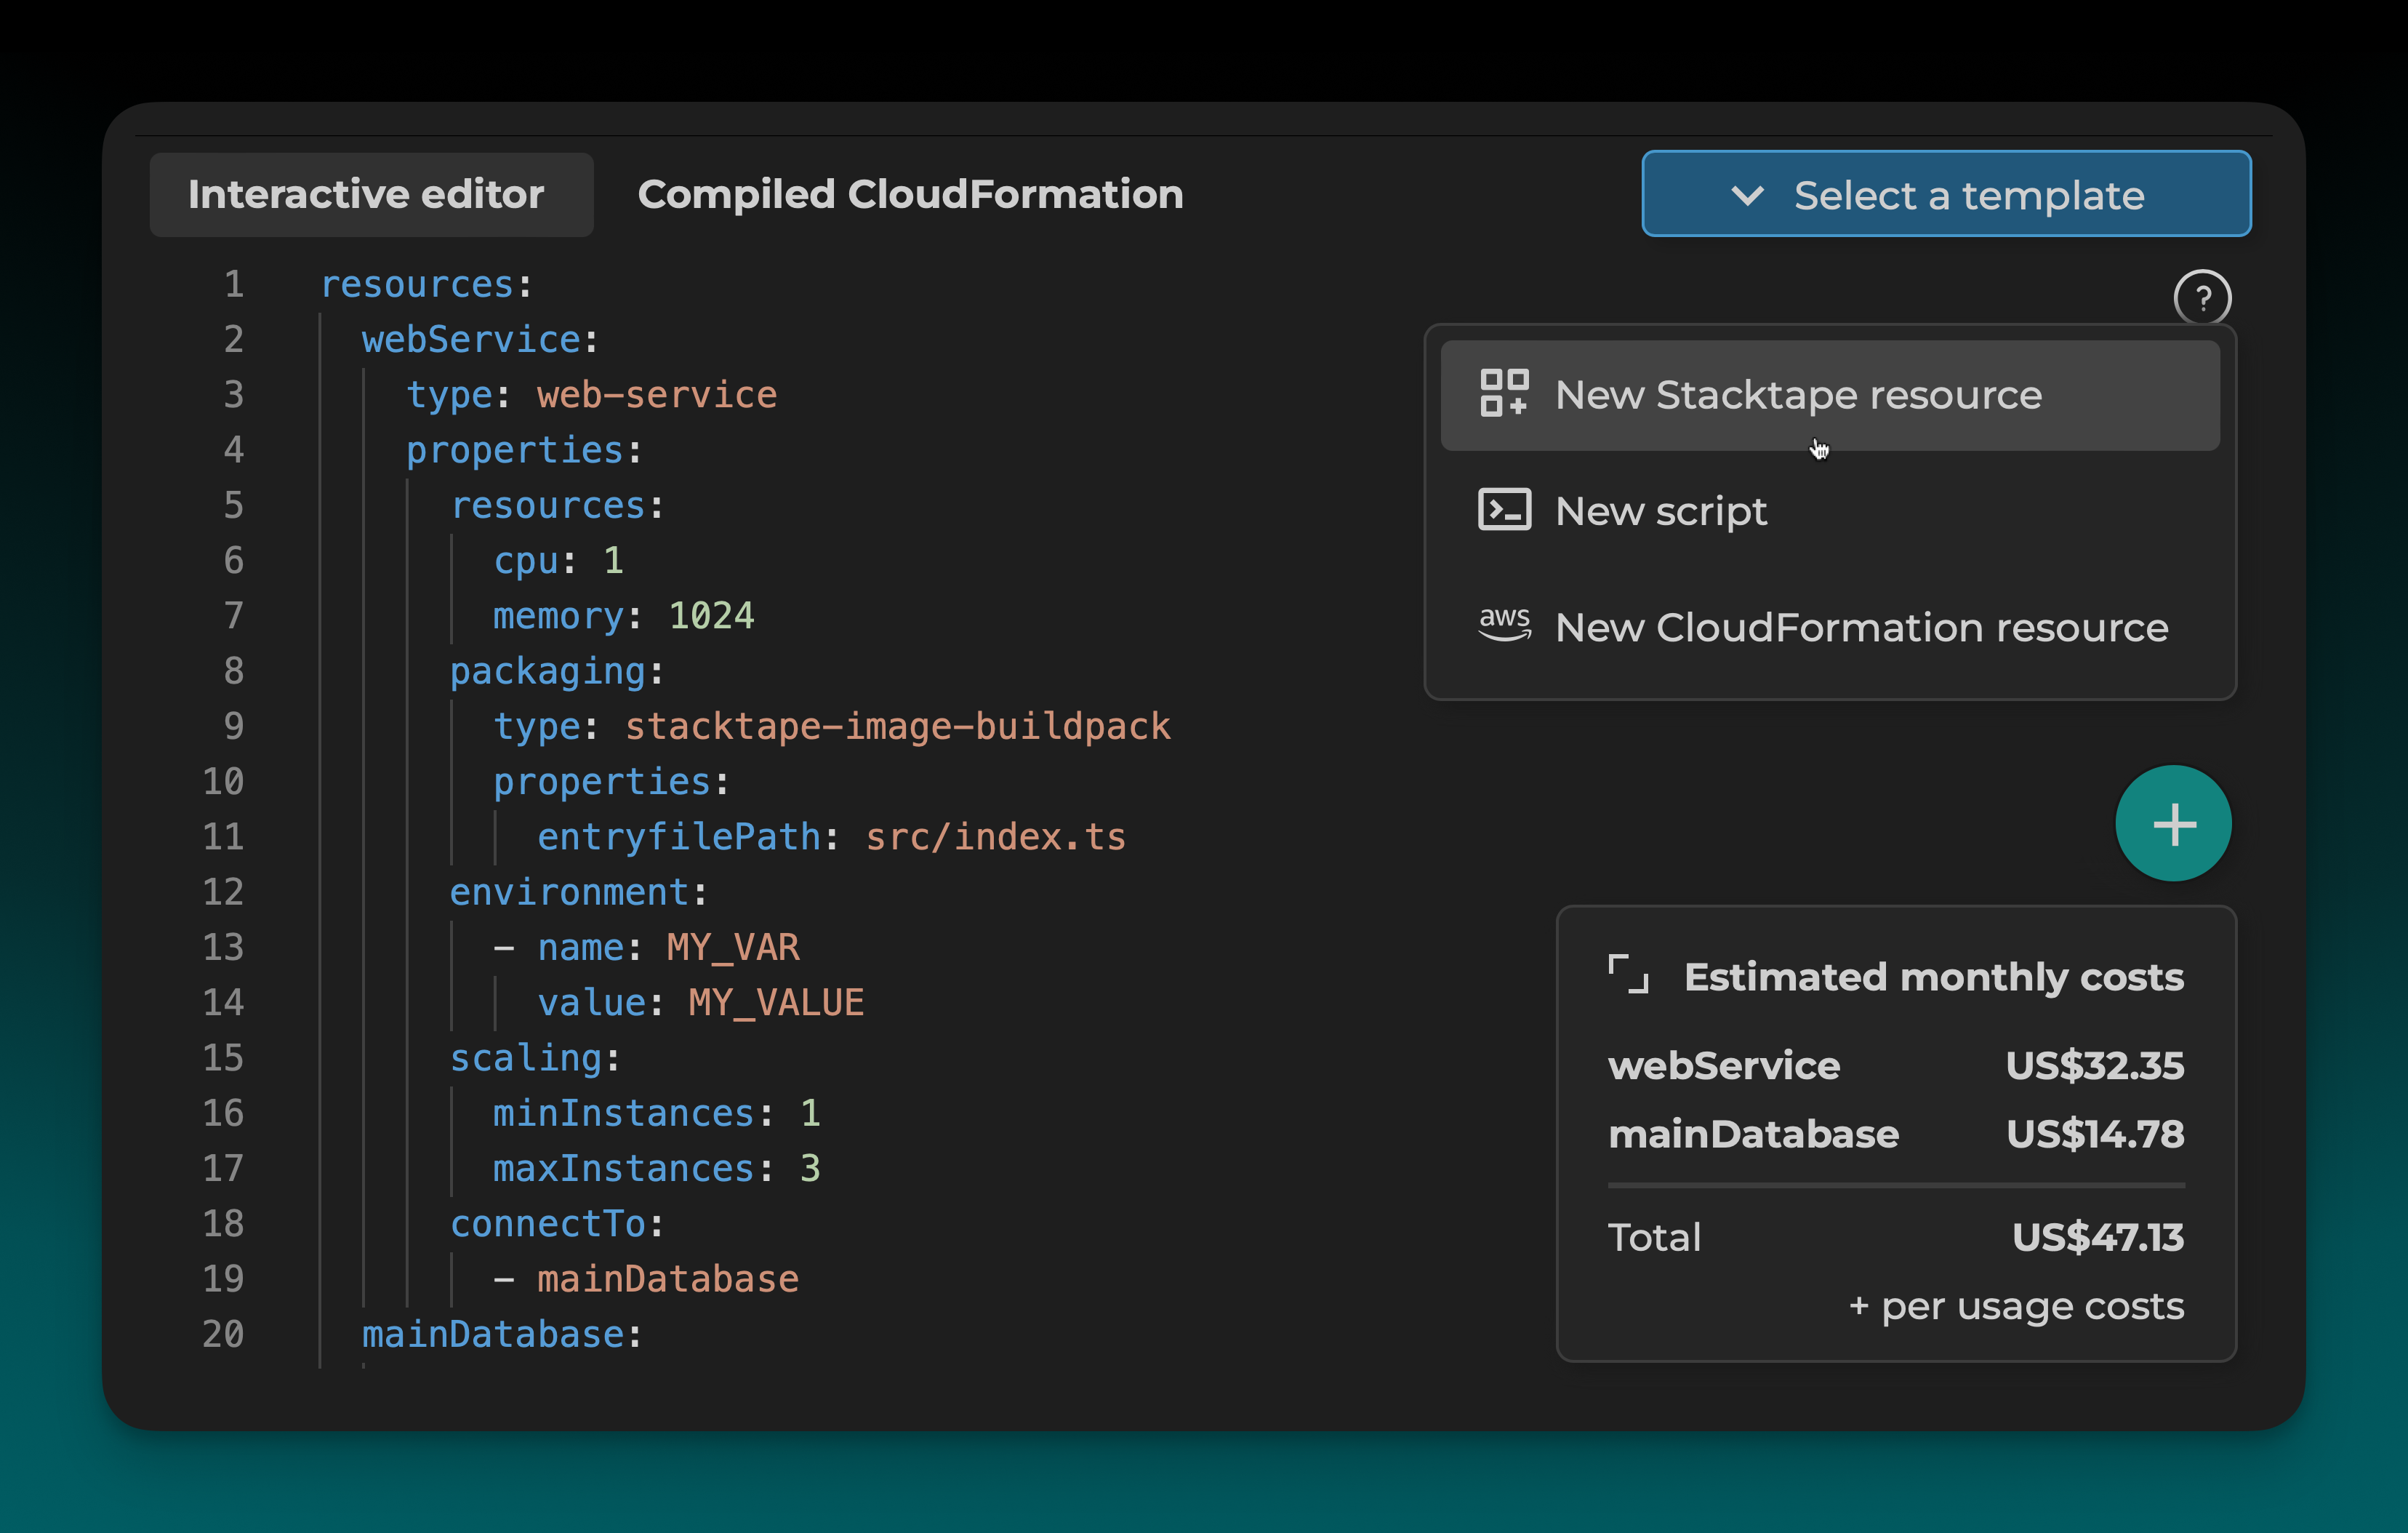 Interactive editor
Compiled CloudFormation
Select a template
?
1 resources:
2 webService:
3 type: web-service
4 properties:
5 resources:
6 cpu: 1
7 memory: 1024
8 packaging:
9 type: stacktape-image-buildpack
10 properties:
11 entryfilePath: src/index.ts
12 environment:
13 - name: MY_VAR
14 value: MY_VALUE
15 scaling:
16 minInstances: 1
17 maxInstances: 3
18 connectTo:
19 - mainDatabase
20 mainDatabase:
New Stacktape resource
New script
aws New CloudFormation resource
+
Estimated monthly costs
webService US$32.35
mainDatabase US$14.78
Total US$47.13
+ per usage costs